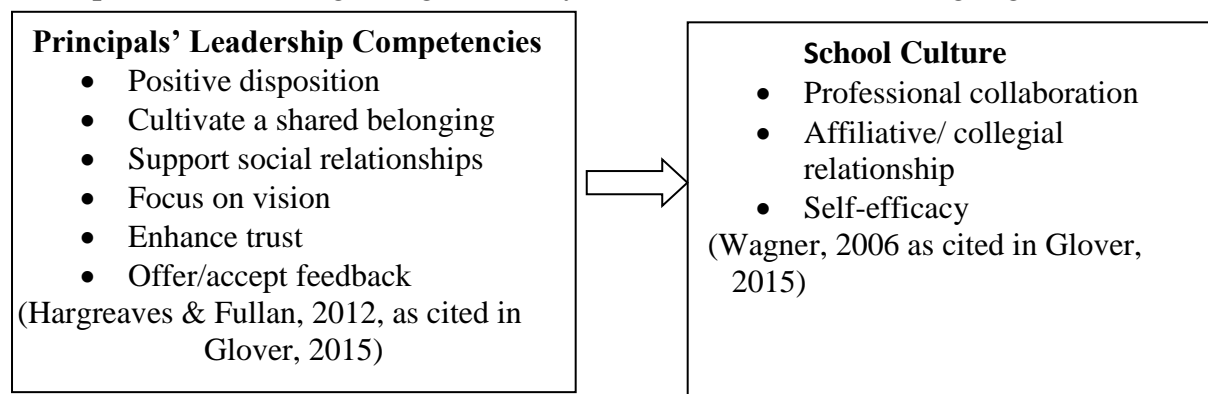 Principals’ Leadership Competencies
• Positive disposition
• Cultivate a shared belonging
• Support social relationships
• Focus on vision
• Enhance trust
• Offer/accept feedback
(Hargreaves & Fullan, 2012, as cited in
Glover, 2015)
School Culture
• Professional collaboration
• Affiliative/ collegial
relationship
• Self-efficacy
(Wagner, 2006 as cited in Glover,
2015)